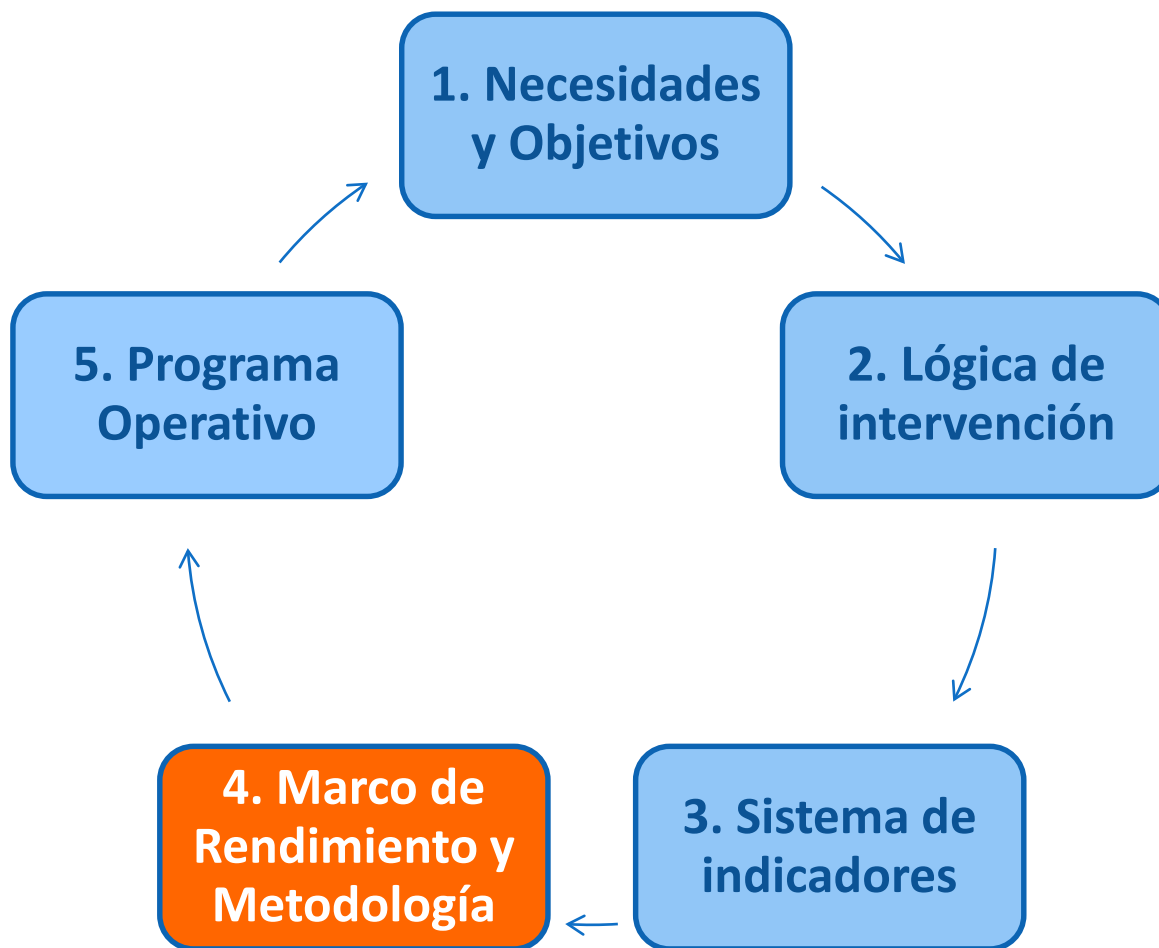 1. Necesidades
y Objetivos
2. Lógica de
intervención
3. Sistema de
indicadores
4. Marco de
Rendimiento y
Metodología
5. Programa
Operativo